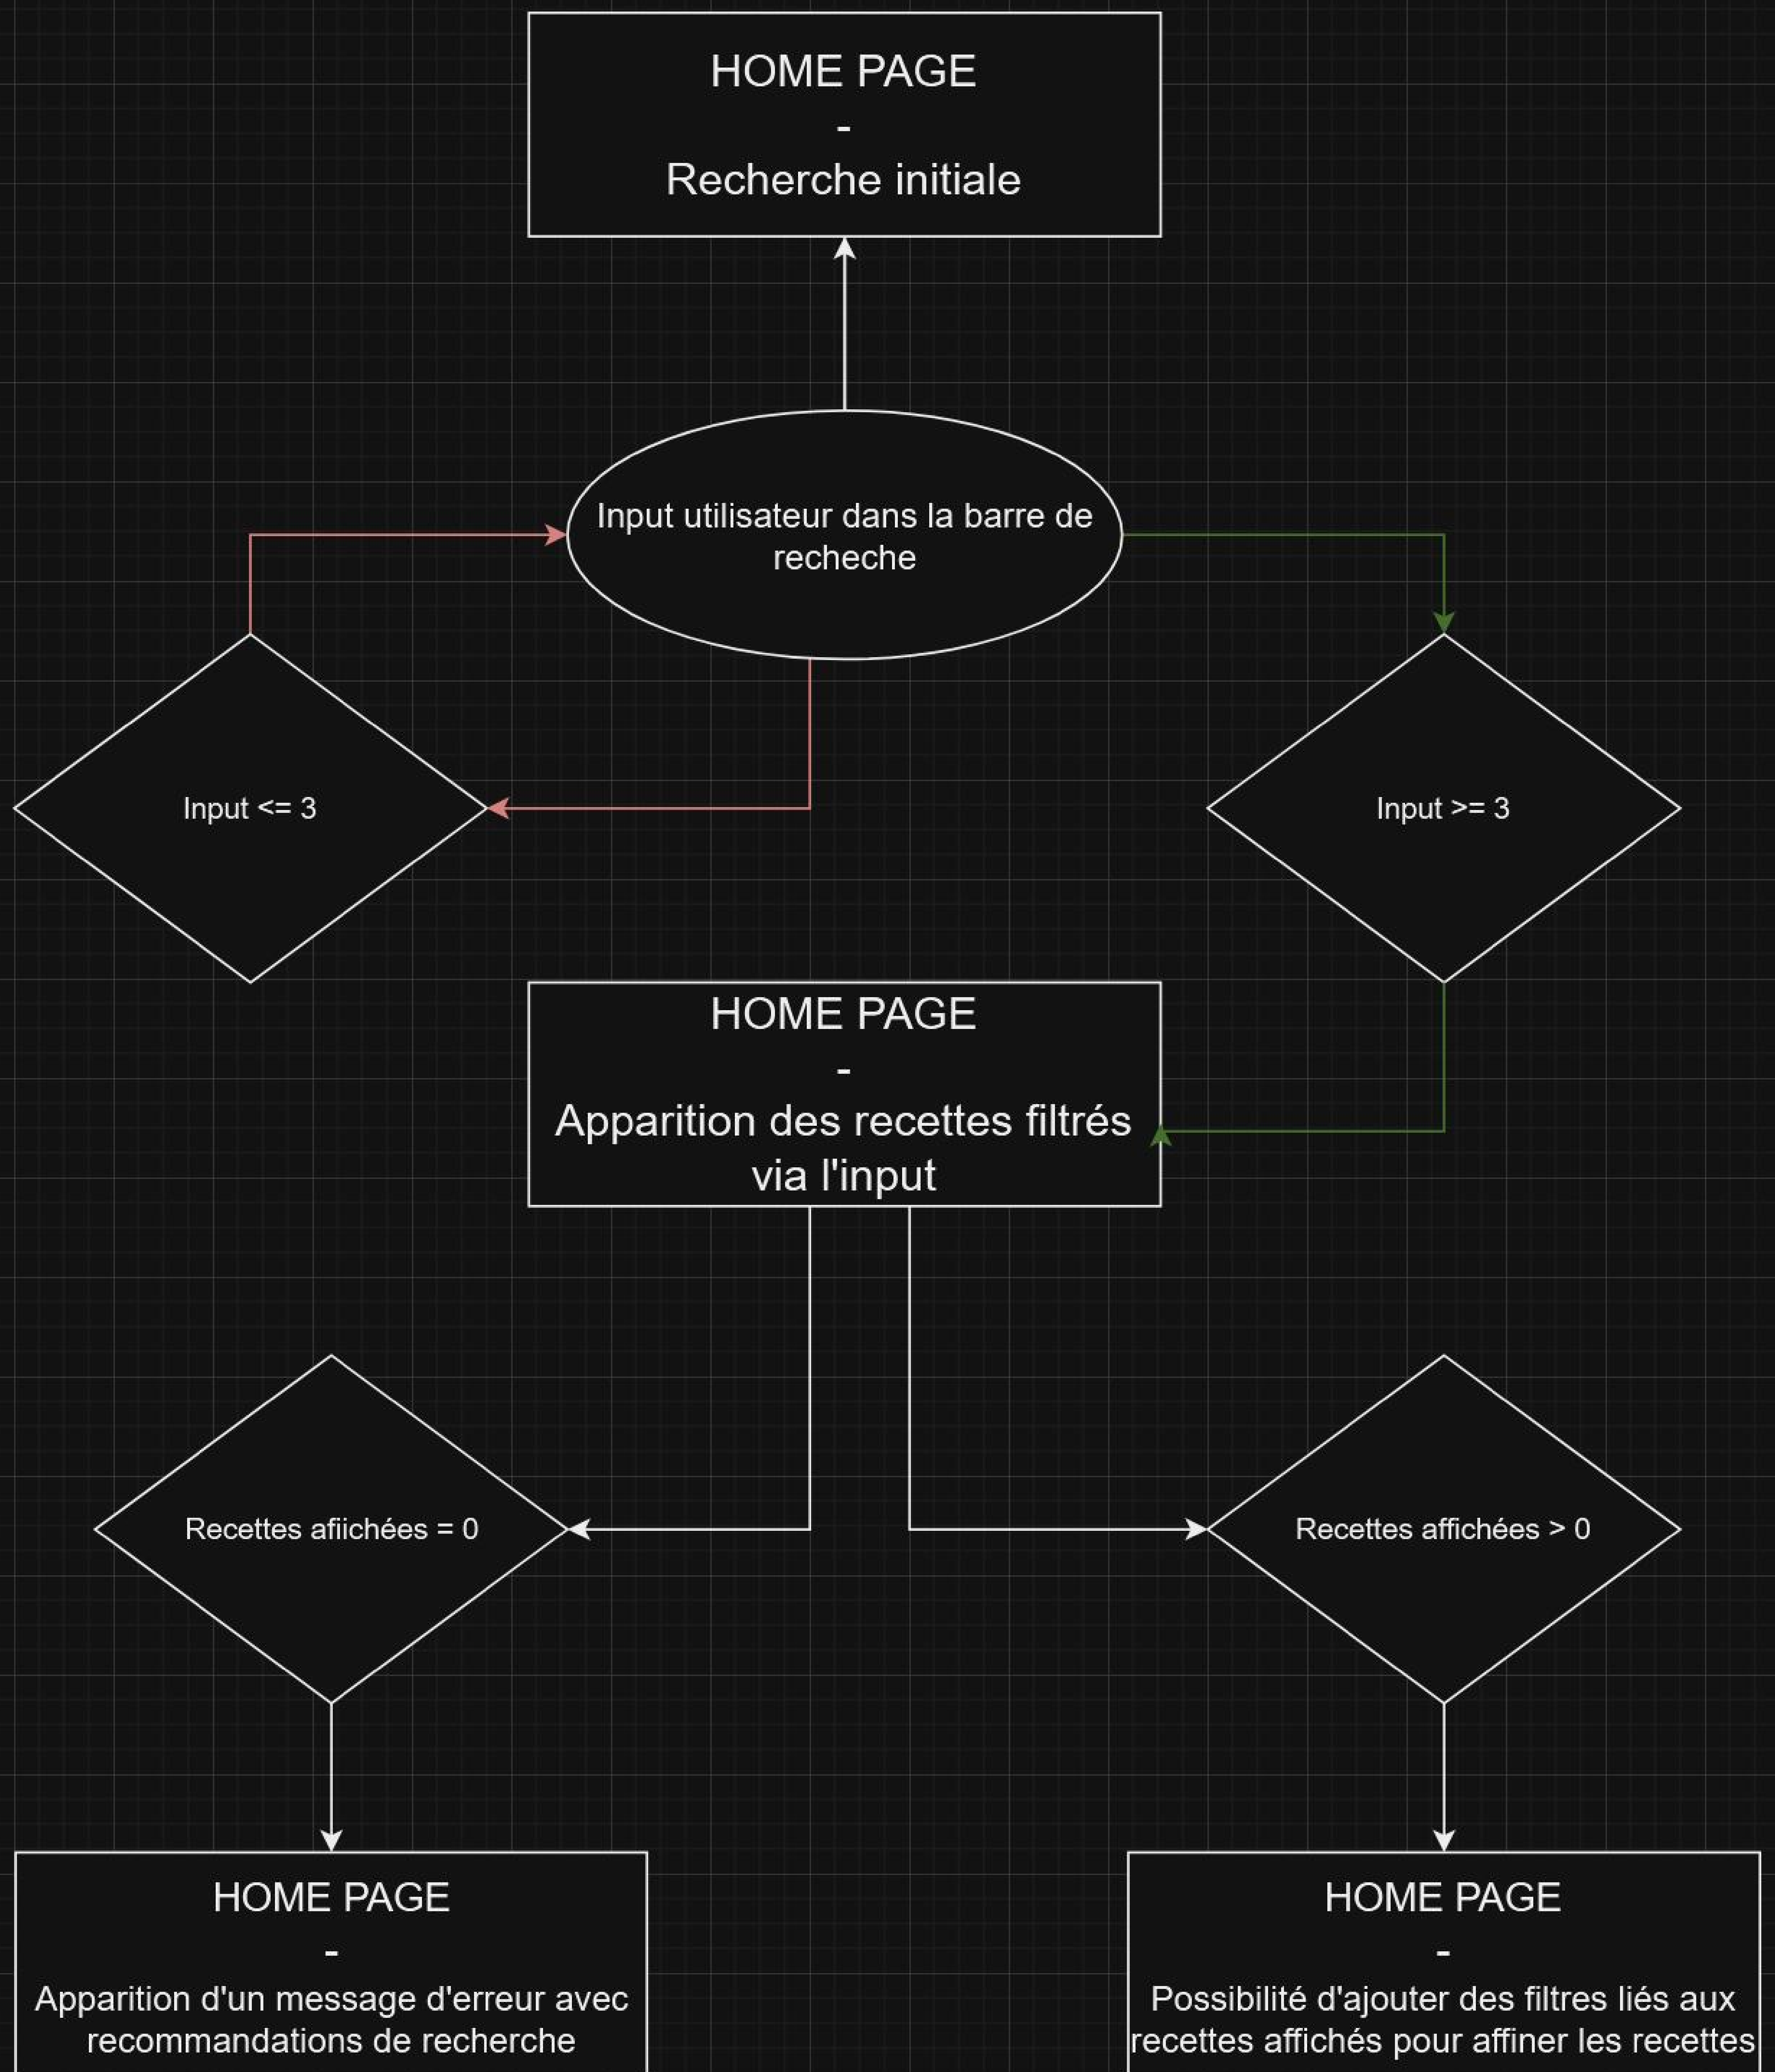 HOME PAGE
-
Recherche initiale
Input utilisateur dans la barre de
recheche
Input <= 3
Input >= 3
HOME PAGE
-
Apparition des recettes filtrés
via l'input
Recettes afiichées = 0
Recettes affichées > 0
HOME PAGE
-
Apparition d'un message d'erreur avec
recommandations de recherche
HOME PAGE
-
Possibilité d'ajouter des filtres liés aux
recettes affichés pour affiner les recettes